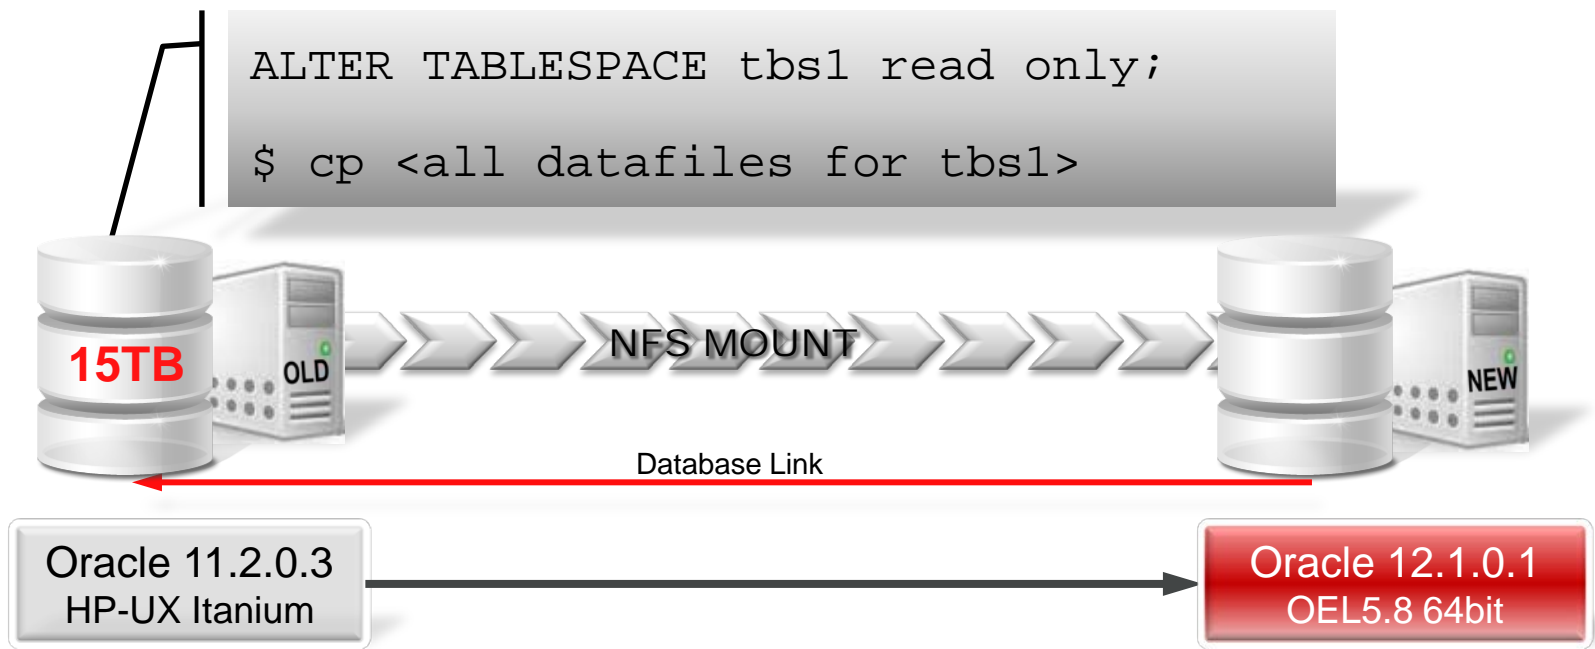 ALTER TABLESPACE tbs1 read only;
$ cp <all datafiles for tbs1>
15TB
OLD
NFS MOUNT
NEW
Database Link
Oracle 11.2.0.3
HP-UX Itanium
Oracle 12.1.0.1
OEL5.8 64bit